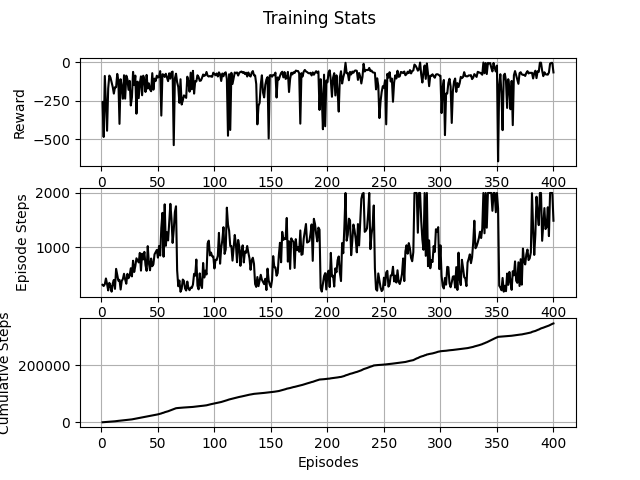 Training Stats
0
−250
−500
Reward
0 50 100 150 200 250 300 350 400
2000
1000
Episode Steps
0 50 100 150 200 250 300 350 400
200000
0
Cumulative Steps
0 50 100 150 200 250 300 350 400
Episodes